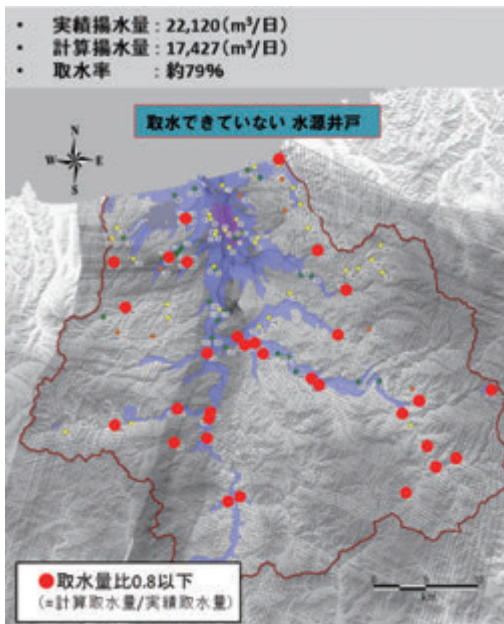 • 実績揚水量：22,120（m³/日）
• 計算揚水量：17,427（m³/日）
• 取水率　　：約79%
取水できていない 水源井戸
N
W E
S
●取水量比0.8以下
(=計算取水量/実績取水量)
km